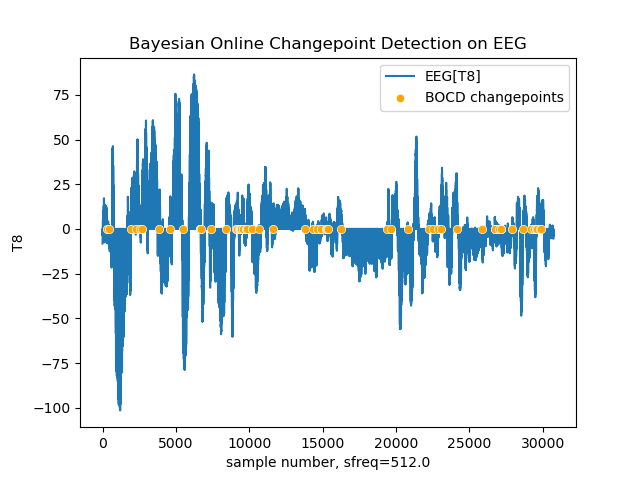 Bayesian Online Changepoint Detection on EEG
EEG[T8]
BOCD changepoints
75
50
25
0
−25
−50
−75
−100
T8
0 5000 10000 15000 20000 25000 30000
sample number, sfreq=512.0